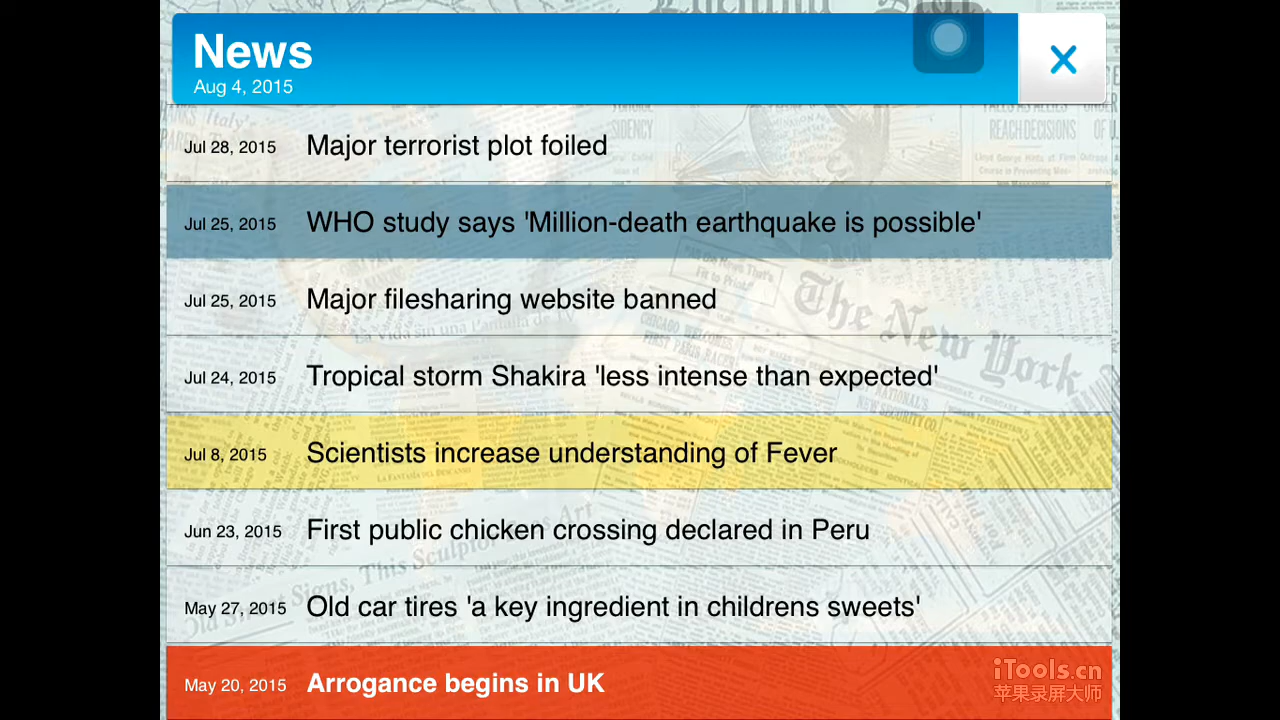 News
Aug 4, 2015
Jul 28, 2015 Major terrorist plot foiled
Jul 25, 2015 WHO study says 'Million-death earthquake is possible'
Jul 25, 2015 Major filesharing website banned
Jul 24, 2015 Tropical storm Shakira 'less intense than expected'
Jul 8, 2015 Scientists increase understanding of Fever
Jun 23, 2015 First public chicken crossing declared in Peru
May 27, 2015 Old car tires 'a key ingredient in childrens sweets'
May 20, 2015 Arrogance begins in UK
The New York
iTools.cn
苹果录屏大师